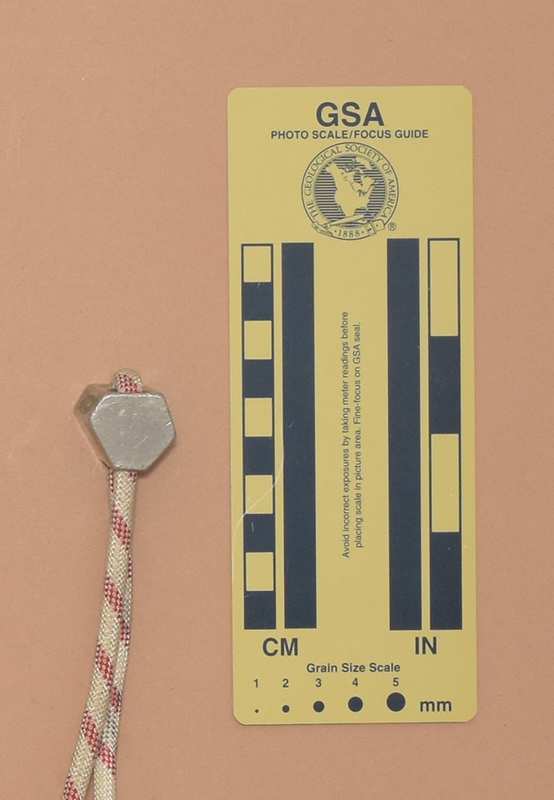 GSA
PHOTO SCALE/FOCUS GUIDE
THE GEOLOGICAL SOCIETY OF AMERICA
·1888·
®
Avoid incorrect exposures by taking meter readings before
placing scale in picture area. Fine-focus on GSA seal.
CM
IN
Grain Size Scale
1 2 3 4 5
mm